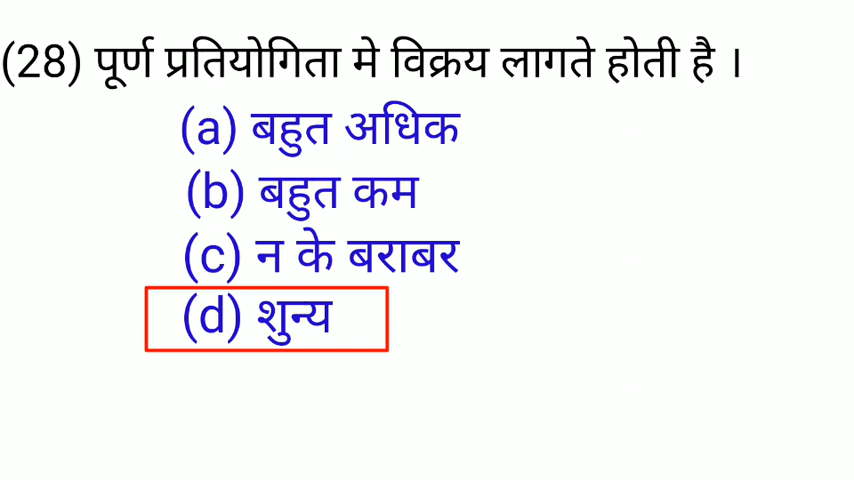 (28) पूर्ण प्रतियोगिता मे विक्रय लागते होती है ।
(a) बहुत अधिक
(b) बहुत कम
(c) न के बराबर
(d) शुन्य